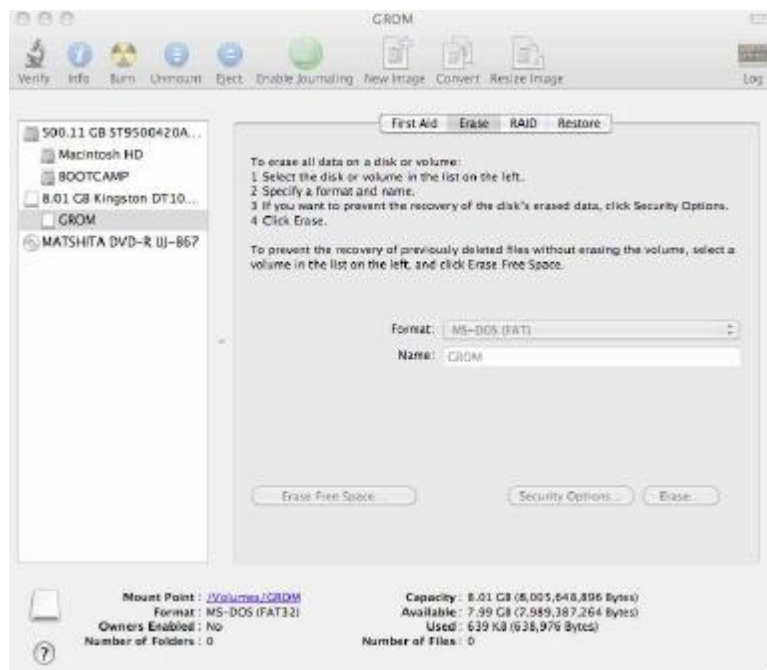 GROM
Verify Info Burn Unmount Eject Enable Journaling New Image Convert Resize Image Log
First Aid Erase RAID Restore
500.11 GB ST9500420A...
Macintosh HD
BOOTCAMP
8.01 GB Kingston DT10...
GROM
MATSHITA DVD-R UJ-867
To erase all data on a disk or volume:
1 Select the disk or volume in the list on the left.
2 Specify a format and name.
3 If you want to prevent the recovery of the disk's erased data, click Security Options.
4 Click Erase.
To prevent the recovery of previously deleted files without erasing the volume, select a
volume in the list on the left, and click Erase Free Space.
Format: MS-DOS (FAT)
Name: GROM
Erase Free Space... Security Options... Erase...
Mount Point : /Volumes/GROM
Format : MS-DOS (FAT32)
Owners Enabled : No
Number of Folders : 0
Capacity : 8.01 GB (8,005,648,896 Bytes)
Available : 7.99 GB (7,989,387,264 Bytes)
Used : 639 KB (638,976 Bytes)
Number of Files : 0
?